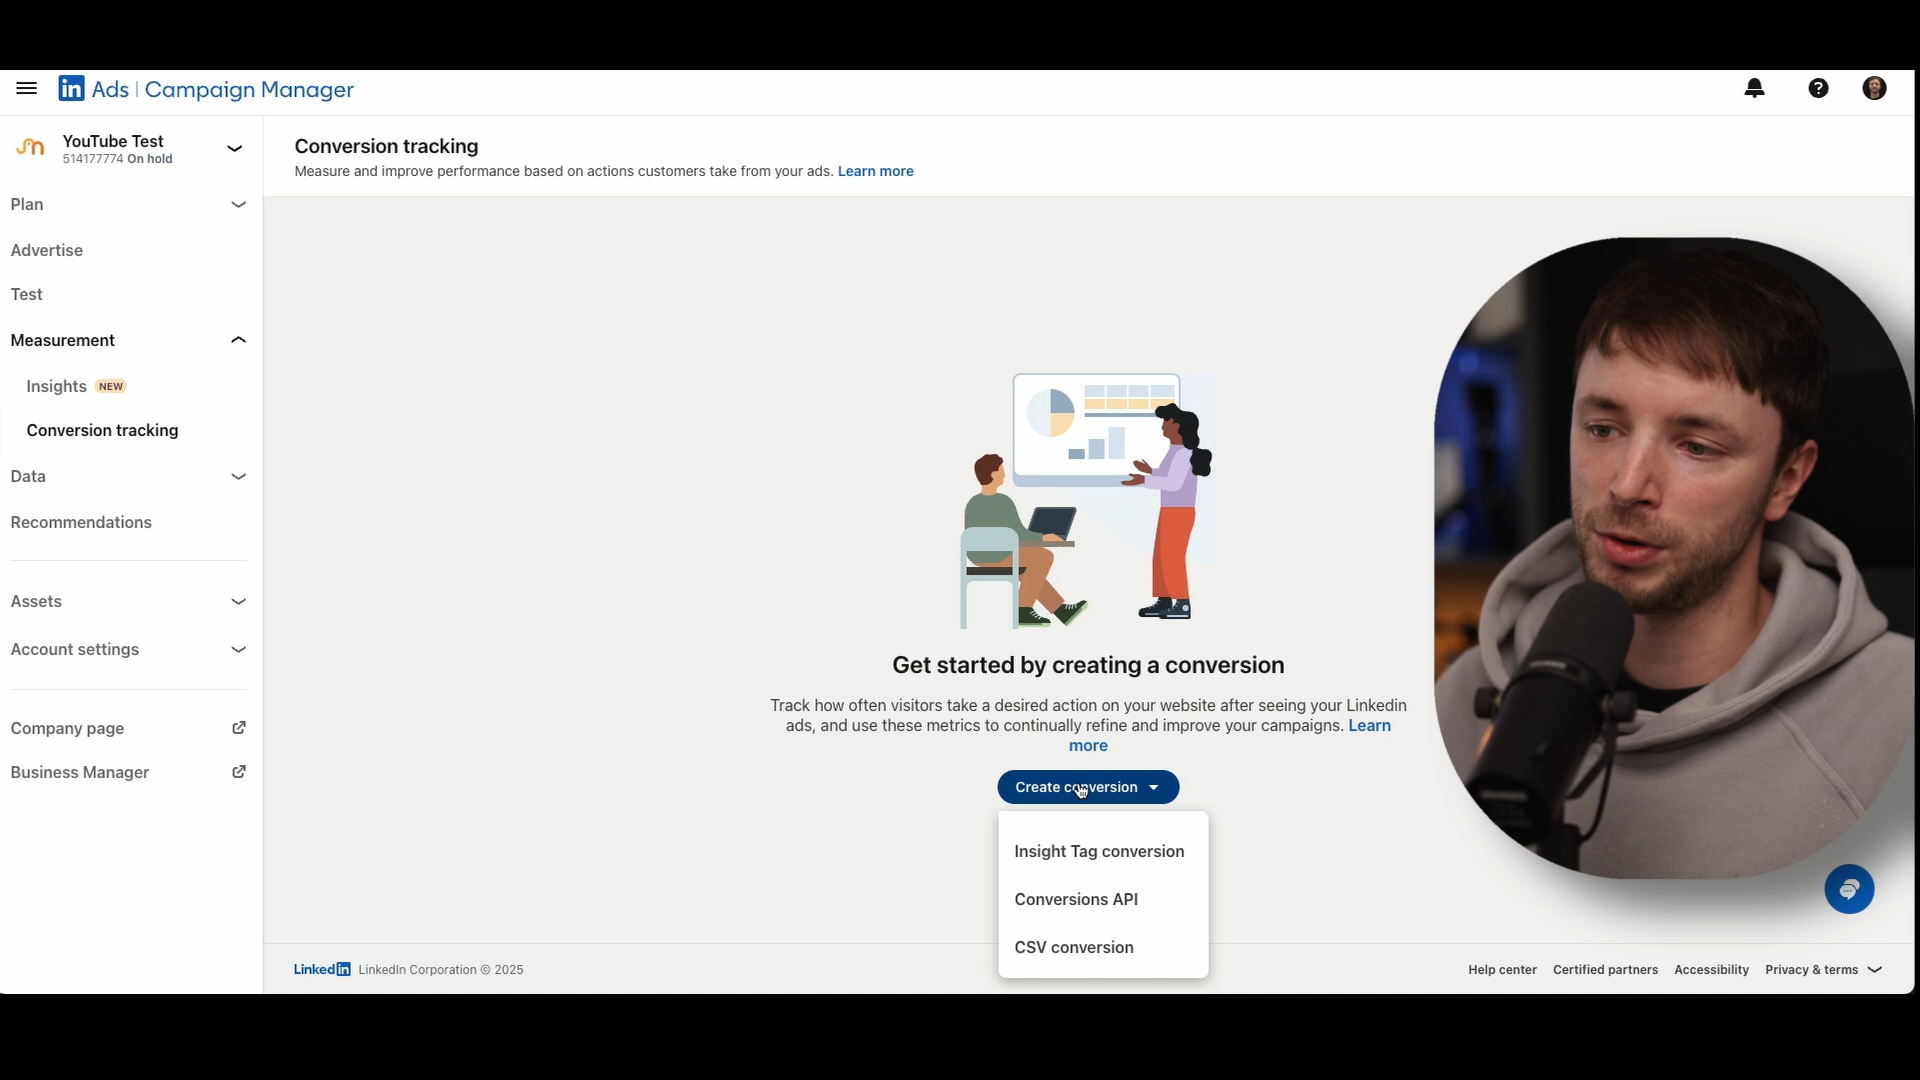 in Ads | Campaign Manager
YouTube Test
514177774 On hold
Plan
Advertise
Test
Measurement
Insights NEW
Conversion tracking
Data
Recommendations
Assets
Account settings
Company page
Business Manager
Conversion tracking
Measure and improve performance based on actions customers take from your ads. Learn more
Get started by creating a conversion
Track how often visitors take a desired action on your website after seeing your Linkedin
ads, and use these metrics to continually refine and improve your campaigns. Learn
more
Create conversion
Insight Tag conversion
Conversions API
CSV conversion
LinkedIn LinkedIn Corporation © 2025
Help center Certified partners Accessibility Privacy & terms